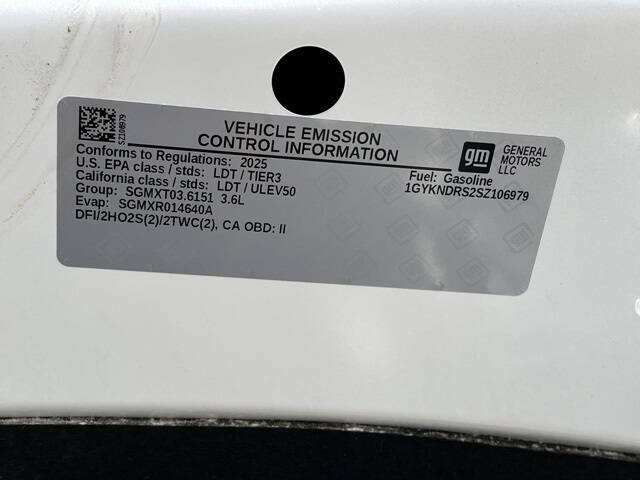 SZ106979
VEHICLE EMISSION
CONTROL INFORMATION
gm
GENERAL
MOTORS
LLC
Conforms to Regulations: 2025
U.S. EPA class / stds: LDT / TIER3
California class / stds: LDT / ULEV50
Group: SGMXT03.6151 3.6L
Evap: SGMXR014640A
DFI/2HO2S(2)/2TWC(2), CA OBD: II
Fuel: Gasoline
1GYKNDRS2SZ106979